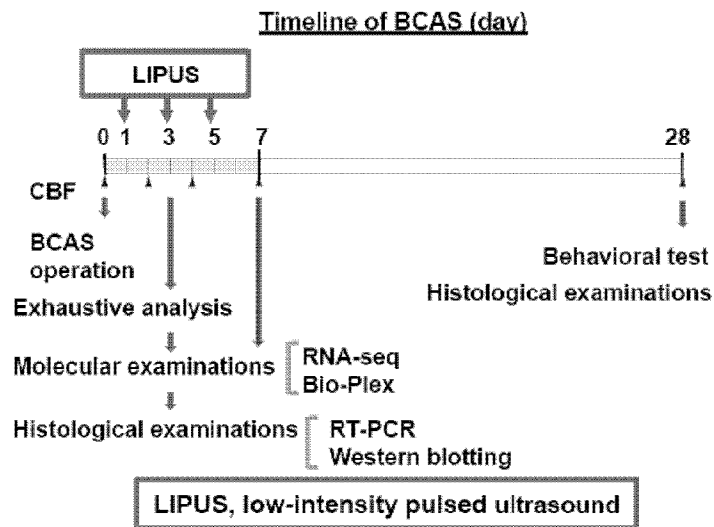 Timeline of BCAS (day)
LIPUS
0 1 3 5 7 28
CBF
BCAS
operation
Behavioral test
Histological examinations
Exhaustive analysis
Molecular examinations
RNA-seq
Bio-Plex
Histological examinations
RT-PCR
Western blotting
LIPUS, low-intensity pulsed ultrasound